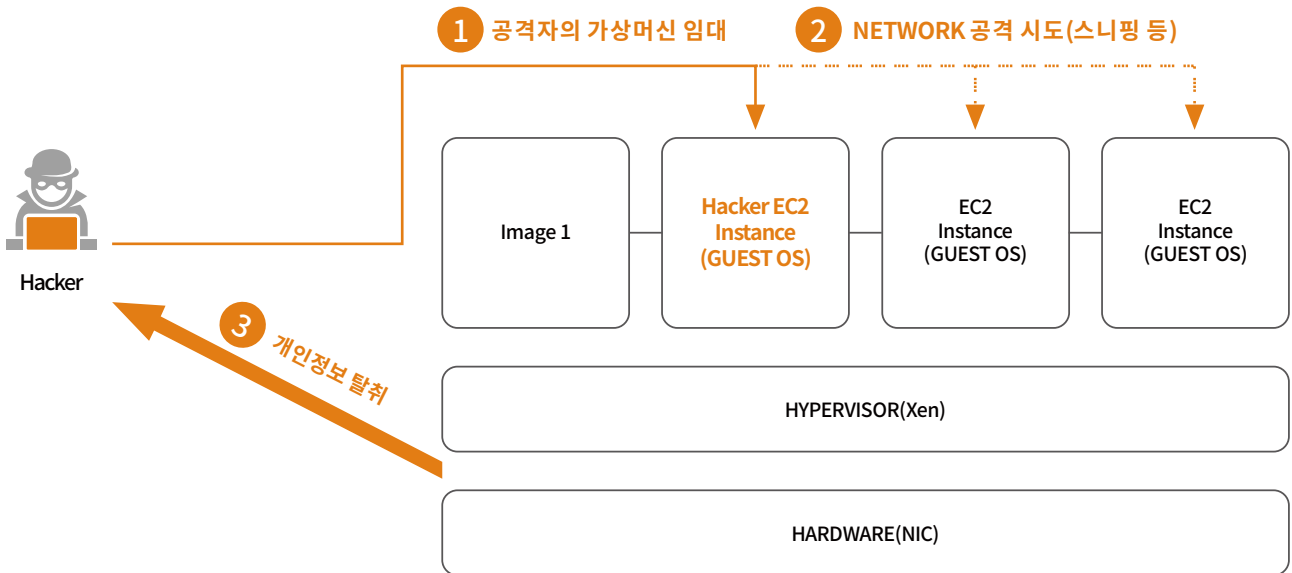 1 공격자의 가상머신 임대
2 NETWORK 공격 시도(스니핑 등)
Hacker
3 개인정보 탈취
Image 1
Hacker EC2
Instance
(GUEST OS)
EC2
Instance
(GUEST OS)
EC2
Instance
(GUEST OS)
HYPERVISOR(Xen)
HARDWARE(NIC)